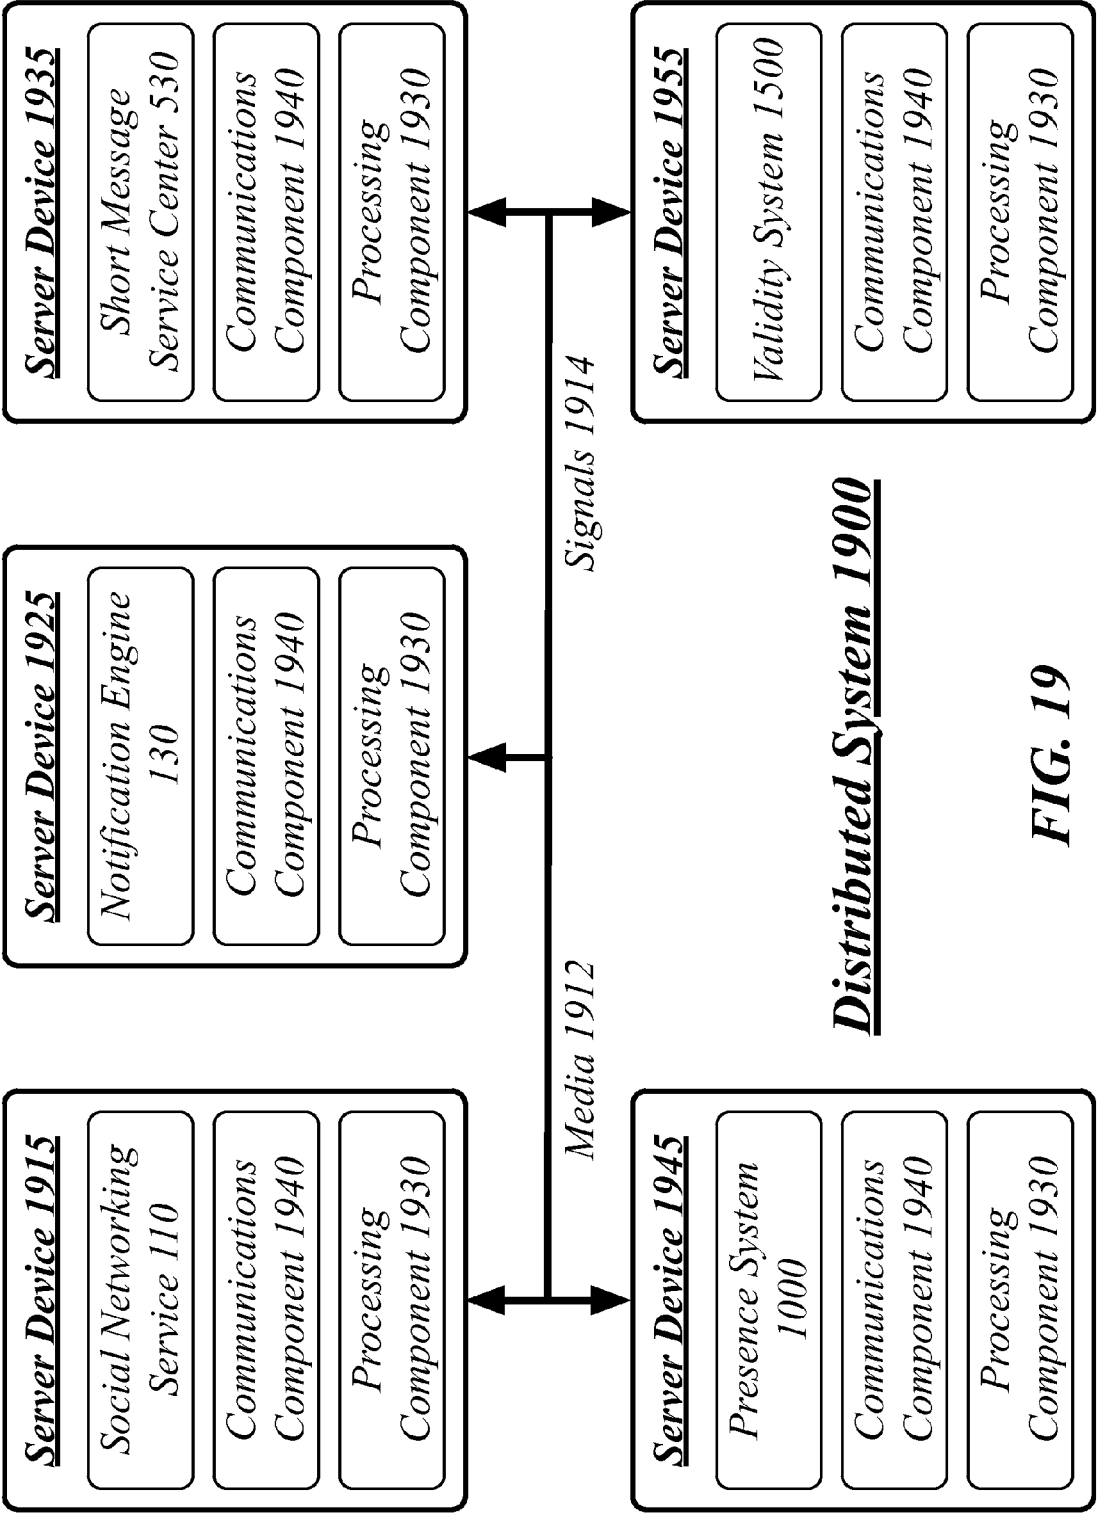 Server Device 1915
Social Networking
Service 110
Communications
Component 1940
Processing
Component 1930
Server Device 1925
Notification Engine
130
Communications
Component 1940
Processing
Component 1930
Server Device 1935
Short Message
Service Center 530
Communications
Component 1940
Processing
Component 1930
Media 1912
Signals 1914
Server Device 1945
Presence System
1000
Communications
Component 1940
Processing
Component 1930
Server Device 1955
Validity System 1500
Communications
Component 1940
Processing
Component 1930
Distributed System 1900
FIG. 19